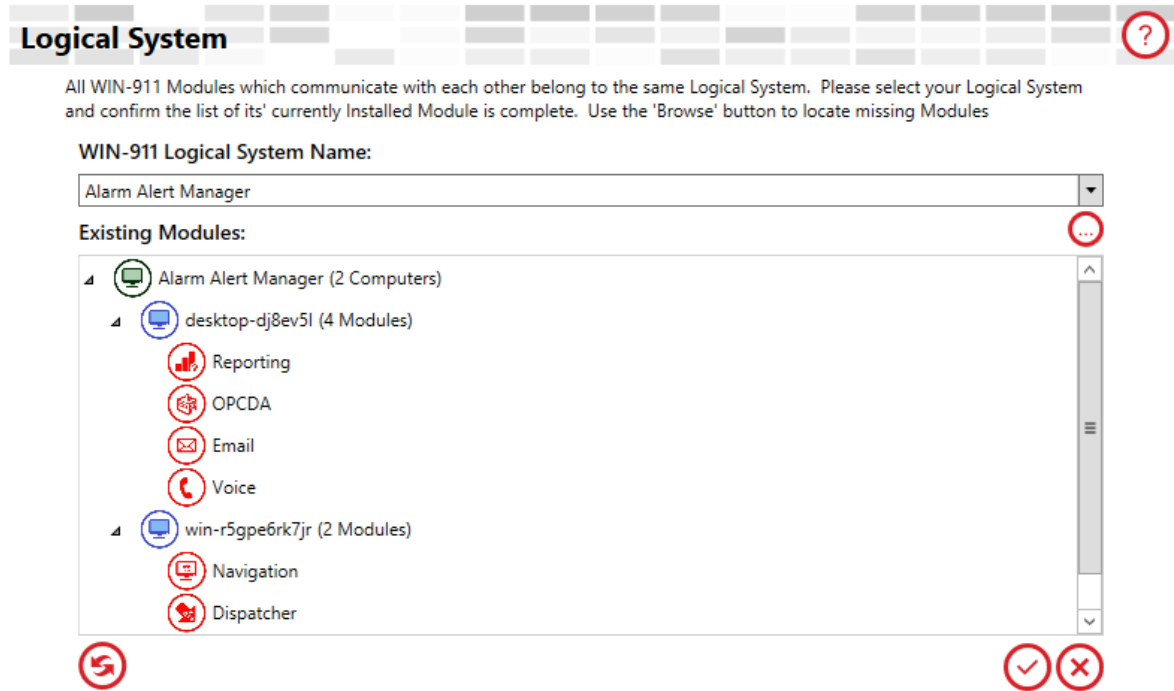 Logical System
?
All WIN-911 Modules which communicate with each other belong to the same Logical System.  Please select your Logical System
and confirm the list of its' currently Installed Module is complete.  Use the 'Browse' button to locate missing Modules
WIN-911 Logical System Name:
Alarm Alert Manager
Existing Modules:
...
Alarm Alert Manager (2 Computers)
desktop-dj8ev5l (4 Modules)
Reporting
OPCDA
Email
Voice
win-r5gpe6rk7jr (2 Modules)
Navigation
Dispatcher